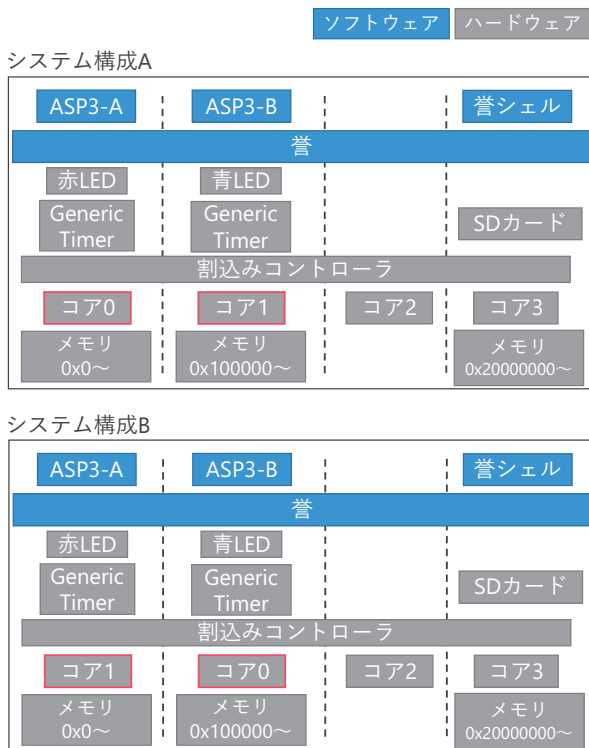 ソフトウェア ハードウェア
システム構成A
ASP3-A ASP3-B 誉シェル
誉
赤LED 青LED
Generic
Timer
Generic
Timer
SDカード
割込みコントローラ
コア0 コア1 コア2 コア3
メモリ
0x0～
メモリ
0x100000～
メモリ
0x20000000～
システム構成B
ASP3-A ASP3-B 誉シェル
誉
赤LED 青LED
Generic
Timer
Generic
Timer
SDカード
割込みコントローラ
コア1 コア0 コア2 コア3
メモリ
0x0～
メモリ
0x100000～
メモリ
0x20000000～